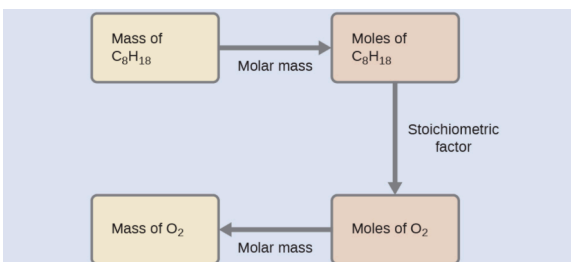 Mass of
C₈H₁₈
Molar mass
Moles of
C₈H₁₈
Stoichiometric
factor
Moles of O₂
Molar mass
Mass of O₂